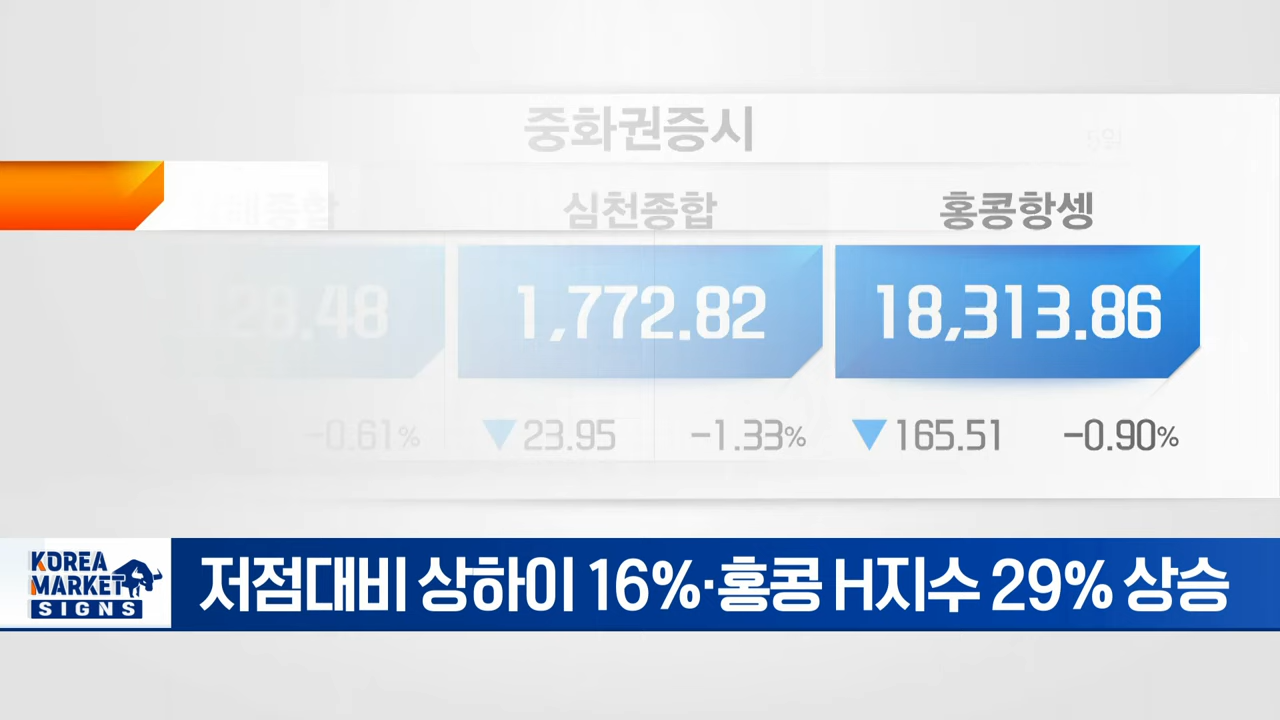 중화권증시
심천종합 홍콩항셍
128.48 1,772.82 18,313.86
-0.61% ▼23.95 -1.33% ▼165.51 -0.90%
KOREA
MARKET
SIGNS
저점대비 상하이 16%·홍콩 H지수 29% 상승